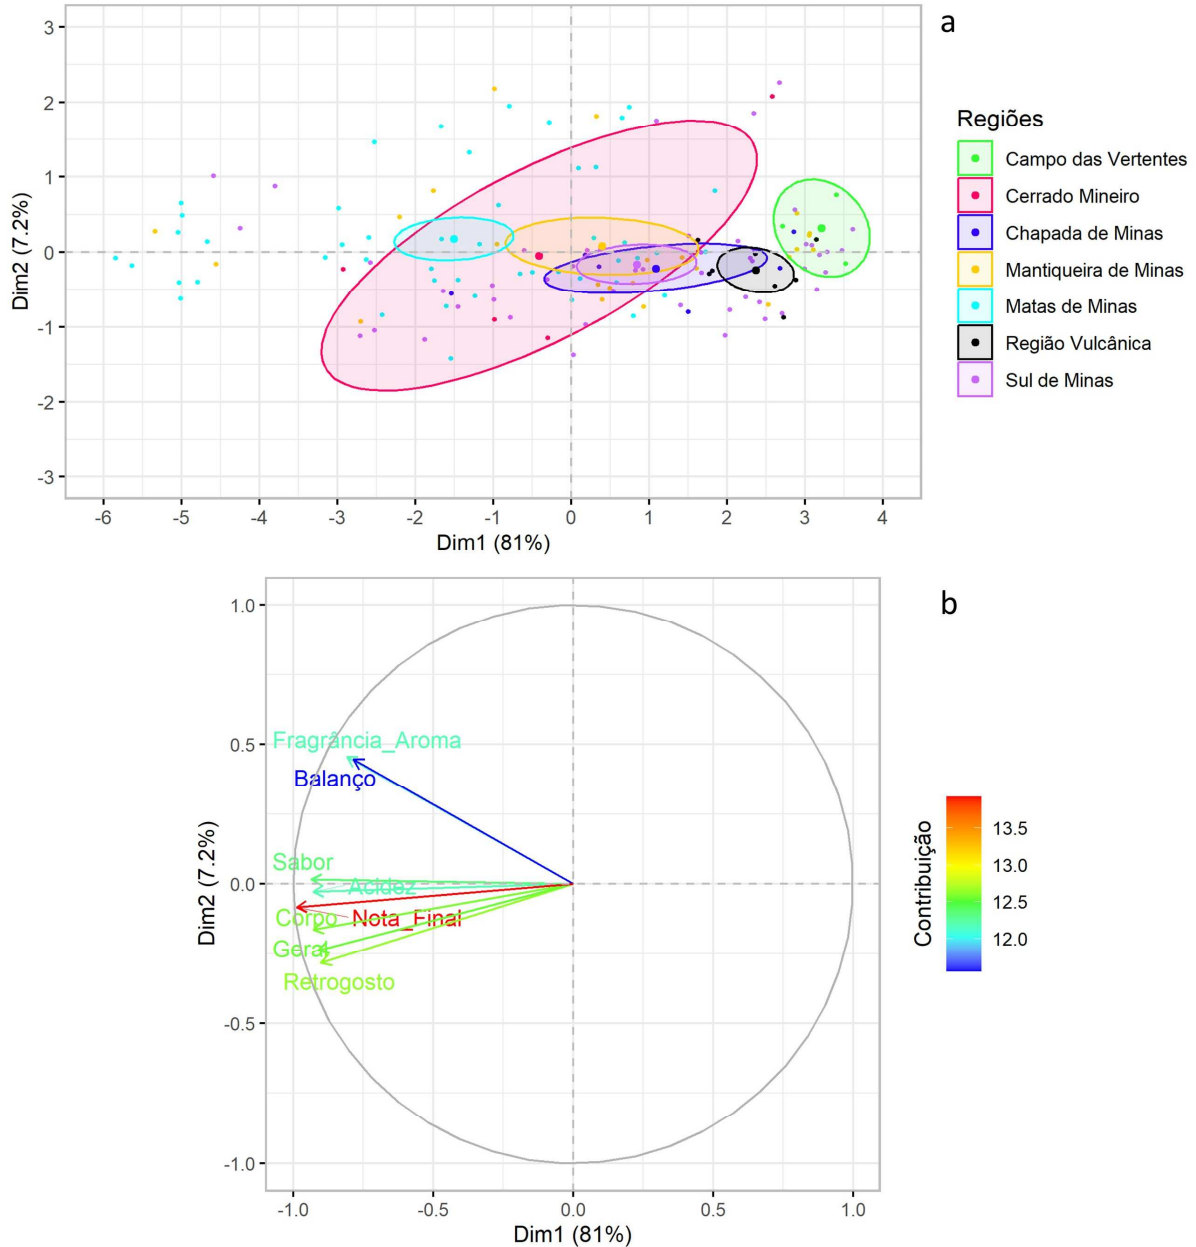 a
3
2
1
0
-1
-2
-3
Dim2 (7.2%)
-6 -5 -4 -3 -2 -1 0 1 2 3 4
Dim1 (81%)
Regiões
Campo das Vertentes
Cerrado Mineiro
Chapada de Minas
Mantiqueira de Minas
Matas de Minas
Região Vulcânica
Sul de Minas
b
1.0
0.5
0.0
-0.5
-1.0
Dim2 (7.2%)
Fragrância_Aroma
Balanço
Sabor
Acidez
Corpo
Nota_Final
Geral
Retrogosto
-1.0 -0.5 0.0 0.5 1.0
Dim1 (81%)
Contribuição
13.5
13.0
12.5
12.0